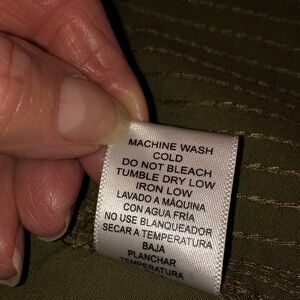 MACHINE WASH
COLD
DO NOT BLEACH
TUMBLE DRY LOW
IRON LOW
LAVADO A MÁQUINA
CON AGUA FRÍA
NO USE BLANQUEADOR
SECAR A TEMPERATURA
BAJA
PLANCHAR
TEMPERATURA